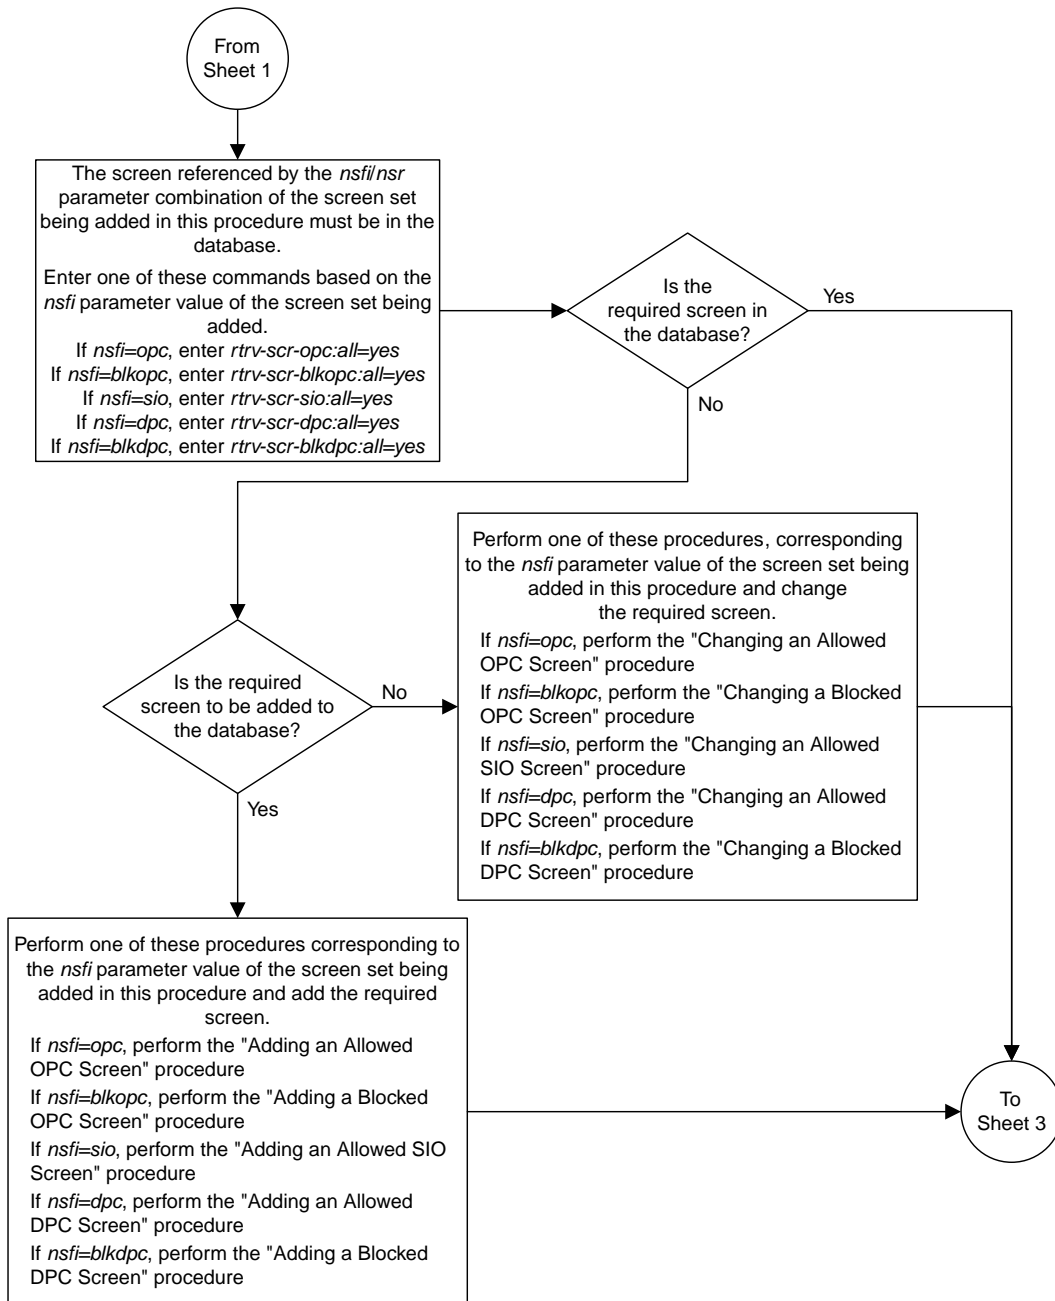 From
Sheet 1
The screen referenced by the nsfi/nsr
parameter combination of the screen set
being added in this procedure must be in the
database.
Enter one of these commands based on the
nsfi parameter value of the screen set being
added.
If nsfi=opc, enter rtrv-scr-opc:all=yes
If nsfi=blkopc, enter rtrv-scr-blkopc:all=yes
If nsfi=sio, enter rtrv-scr-sio:all=yes
If nsfi=dpc, enter rtrv-scr-dpc:all=yes
If nsfi=blkdpc, enter rtrv-scr-blkdpc:all=yes
Is the
required screen in
the database?
Yes
No
Is the required
screen to be added to
the database?
No
Yes
Perform one of these procedures, corresponding
to the nsfi parameter value of the screen set being
added in this procedure and change
the required screen.
If nsfi=opc, perform the "Changing an Allowed
OPC Screen" procedure
If nsfi=blkopc, perform the "Changing a Blocked
OPC Screen" procedure
If nsfi=sio, perform the "Changing an Allowed
SIO Screen" procedure
If nsfi=dpc, perform the "Changing an Allowed
DPC Screen" procedure
If nsfi=blkdpc, perform the "Changing a Blocked
DPC Screen" procedure
Perform one of these procedures corresponding to
the nsfi parameter value of the screen set being
added in this procedure and add the required
screen.
If nsfi=opc, perform the "Adding an Allowed
OPC Screen" procedure
If nsfi=blkopc, perform the "Adding a Blocked
OPC Screen" procedure
If nsfi=sio, perform the "Adding an Allowed SIO
Screen" procedure
If nsfi=dpc, perform the "Adding an Allowed
DPC Screen" procedure
If nsfi=blkdpc, perform the "Adding a Blocked
DPC Screen" procedure
To
Sheet 3